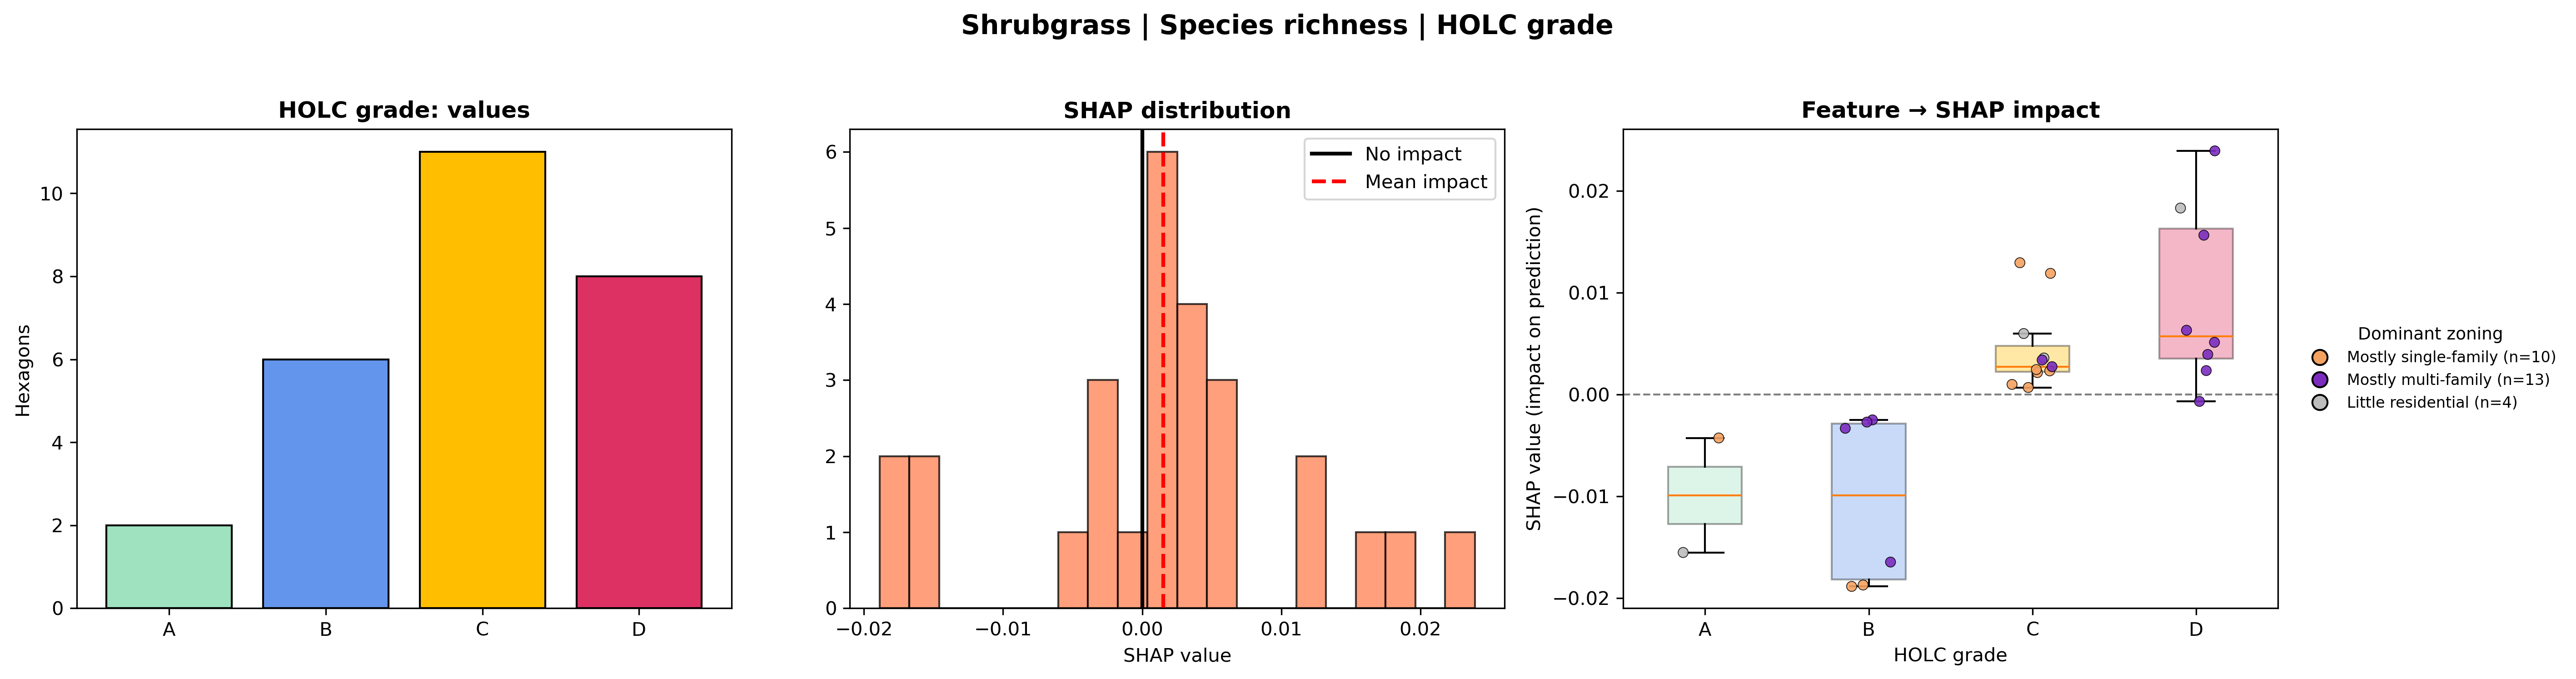 Shrubgrass | Species richness | HOLC grade
HOLC grade: values
Hexagons
10
8
6
4
2
0
A B C D
SHAP distribution
6
5
4
3
2
1
0
No impact
Mean impact
−0.02 −0.01 0.00 0.01 0.02
SHAP value
Feature → SHAP impact
SHAP value (impact on prediction)
0.02
0.01
0.00
−0.01
−0.02
A B C D
HOLC grade
Dominant zoning
Mostly single-family (n=10)
Mostly multi-family (n=13)
Little residential (n=4)